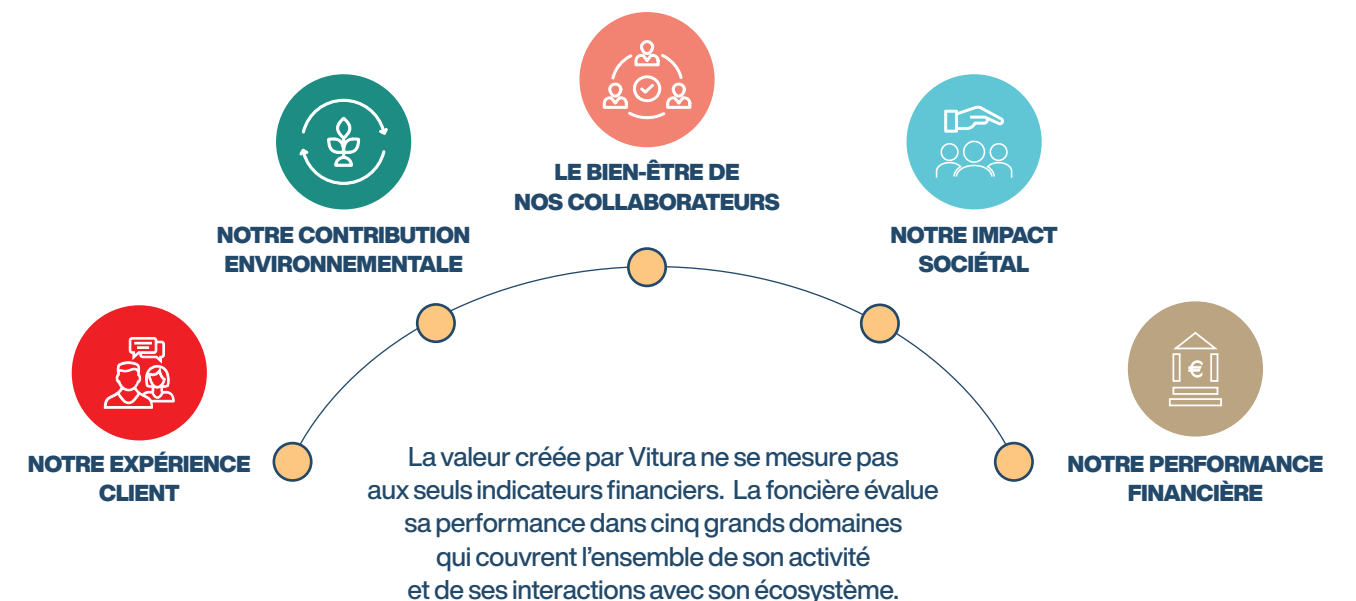 LE BIEN-ÊTRE DE
NOS COLLABORATEURS
NOTRE CONTRIBUTION
ENVIRONNEMENTALE
NOTRE IMPACT
SOCIÉTAL
€
NOTRE EXPÉRIENCE
CLIENT
NOTRE PERFORMANCE
FINANCIÈRE
La valeur créée par Vitura ne se mesure pas
aux seuls indicateurs financiers. La foncière évalue
sa performance dans cinq grands domaines
qui couvrent l’ensemble de son activité
et de ses interactions avec son écosystème.